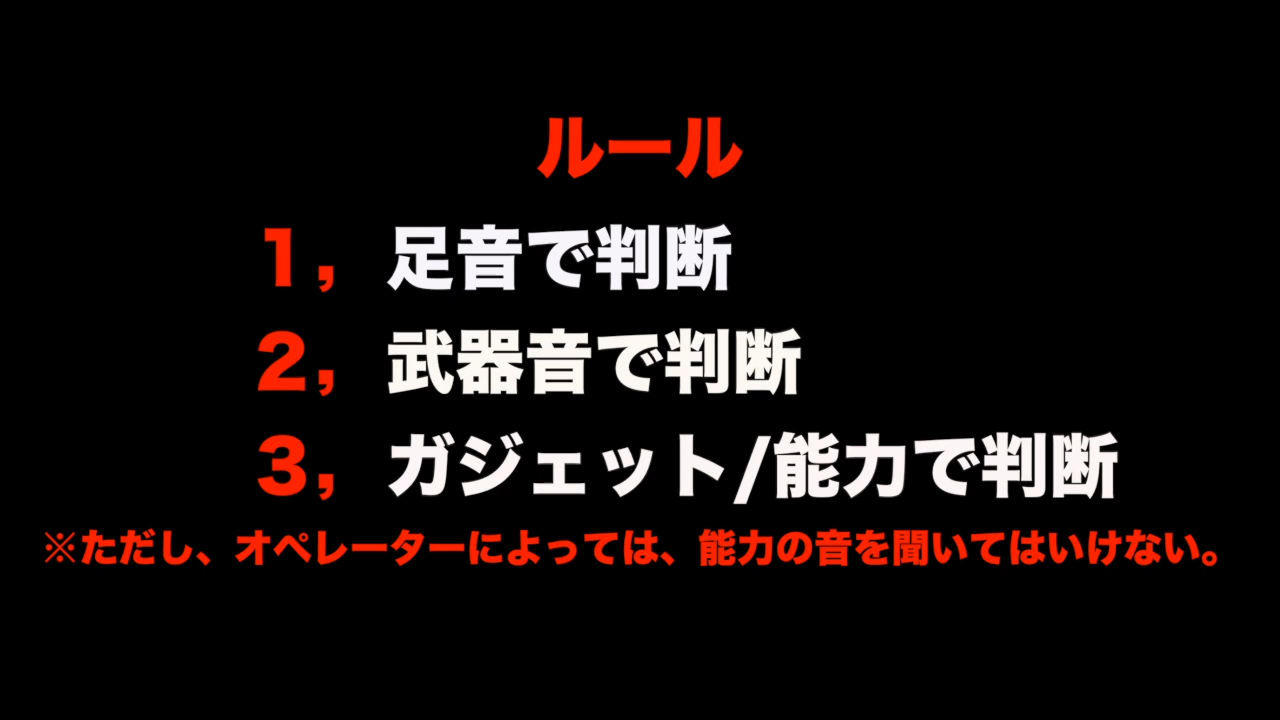 ルール
1，足音で判断
2，武器音で判断
3，ガジェット/能力で判断
※ただし、オペレーターによっては、能力の音を聞いてはいけない。